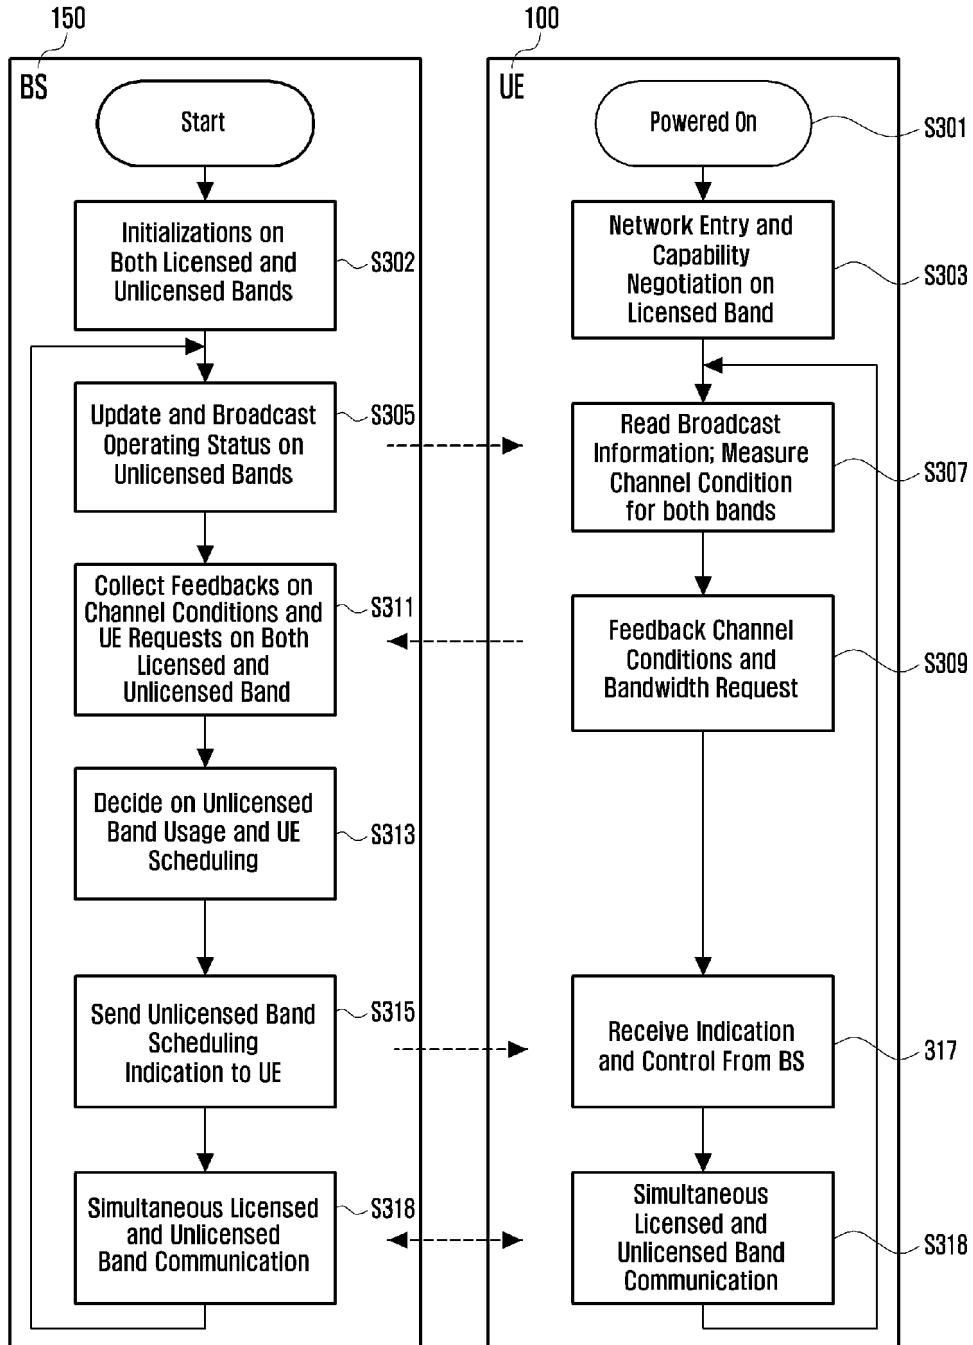 150
BS
Start
Initializations on
Both Licensed and
Unlicensed Bands
S302
Update and Broadcast
Operating Status on
Unlicensed Bands
S305
Collect Feedbacks on
Channel Conditions and
UE Requests on Both
Licensed and
Unlicensed Band
S311
Decide on Unlicensed
Band Usage and UE
Scheduling
S313
Send Unlicensed Band
Scheduling
Indication to UE
S315
Simultaneous Licensed
and Unlicensed
Band Communication
S318
100
UE
Powered On
S301
Network Entry and
Capability
Negotiation on
Licensed Band
S303
Read Broadcast
Information; Measure
Channel Condition
for both bands
S307
Feedback Channel
Conditions and
Bandwidth Request
S309
Receive Indication
and Control From BS
317
Simultaneous
Licensed and
Unlicensed Band
Communication
S318